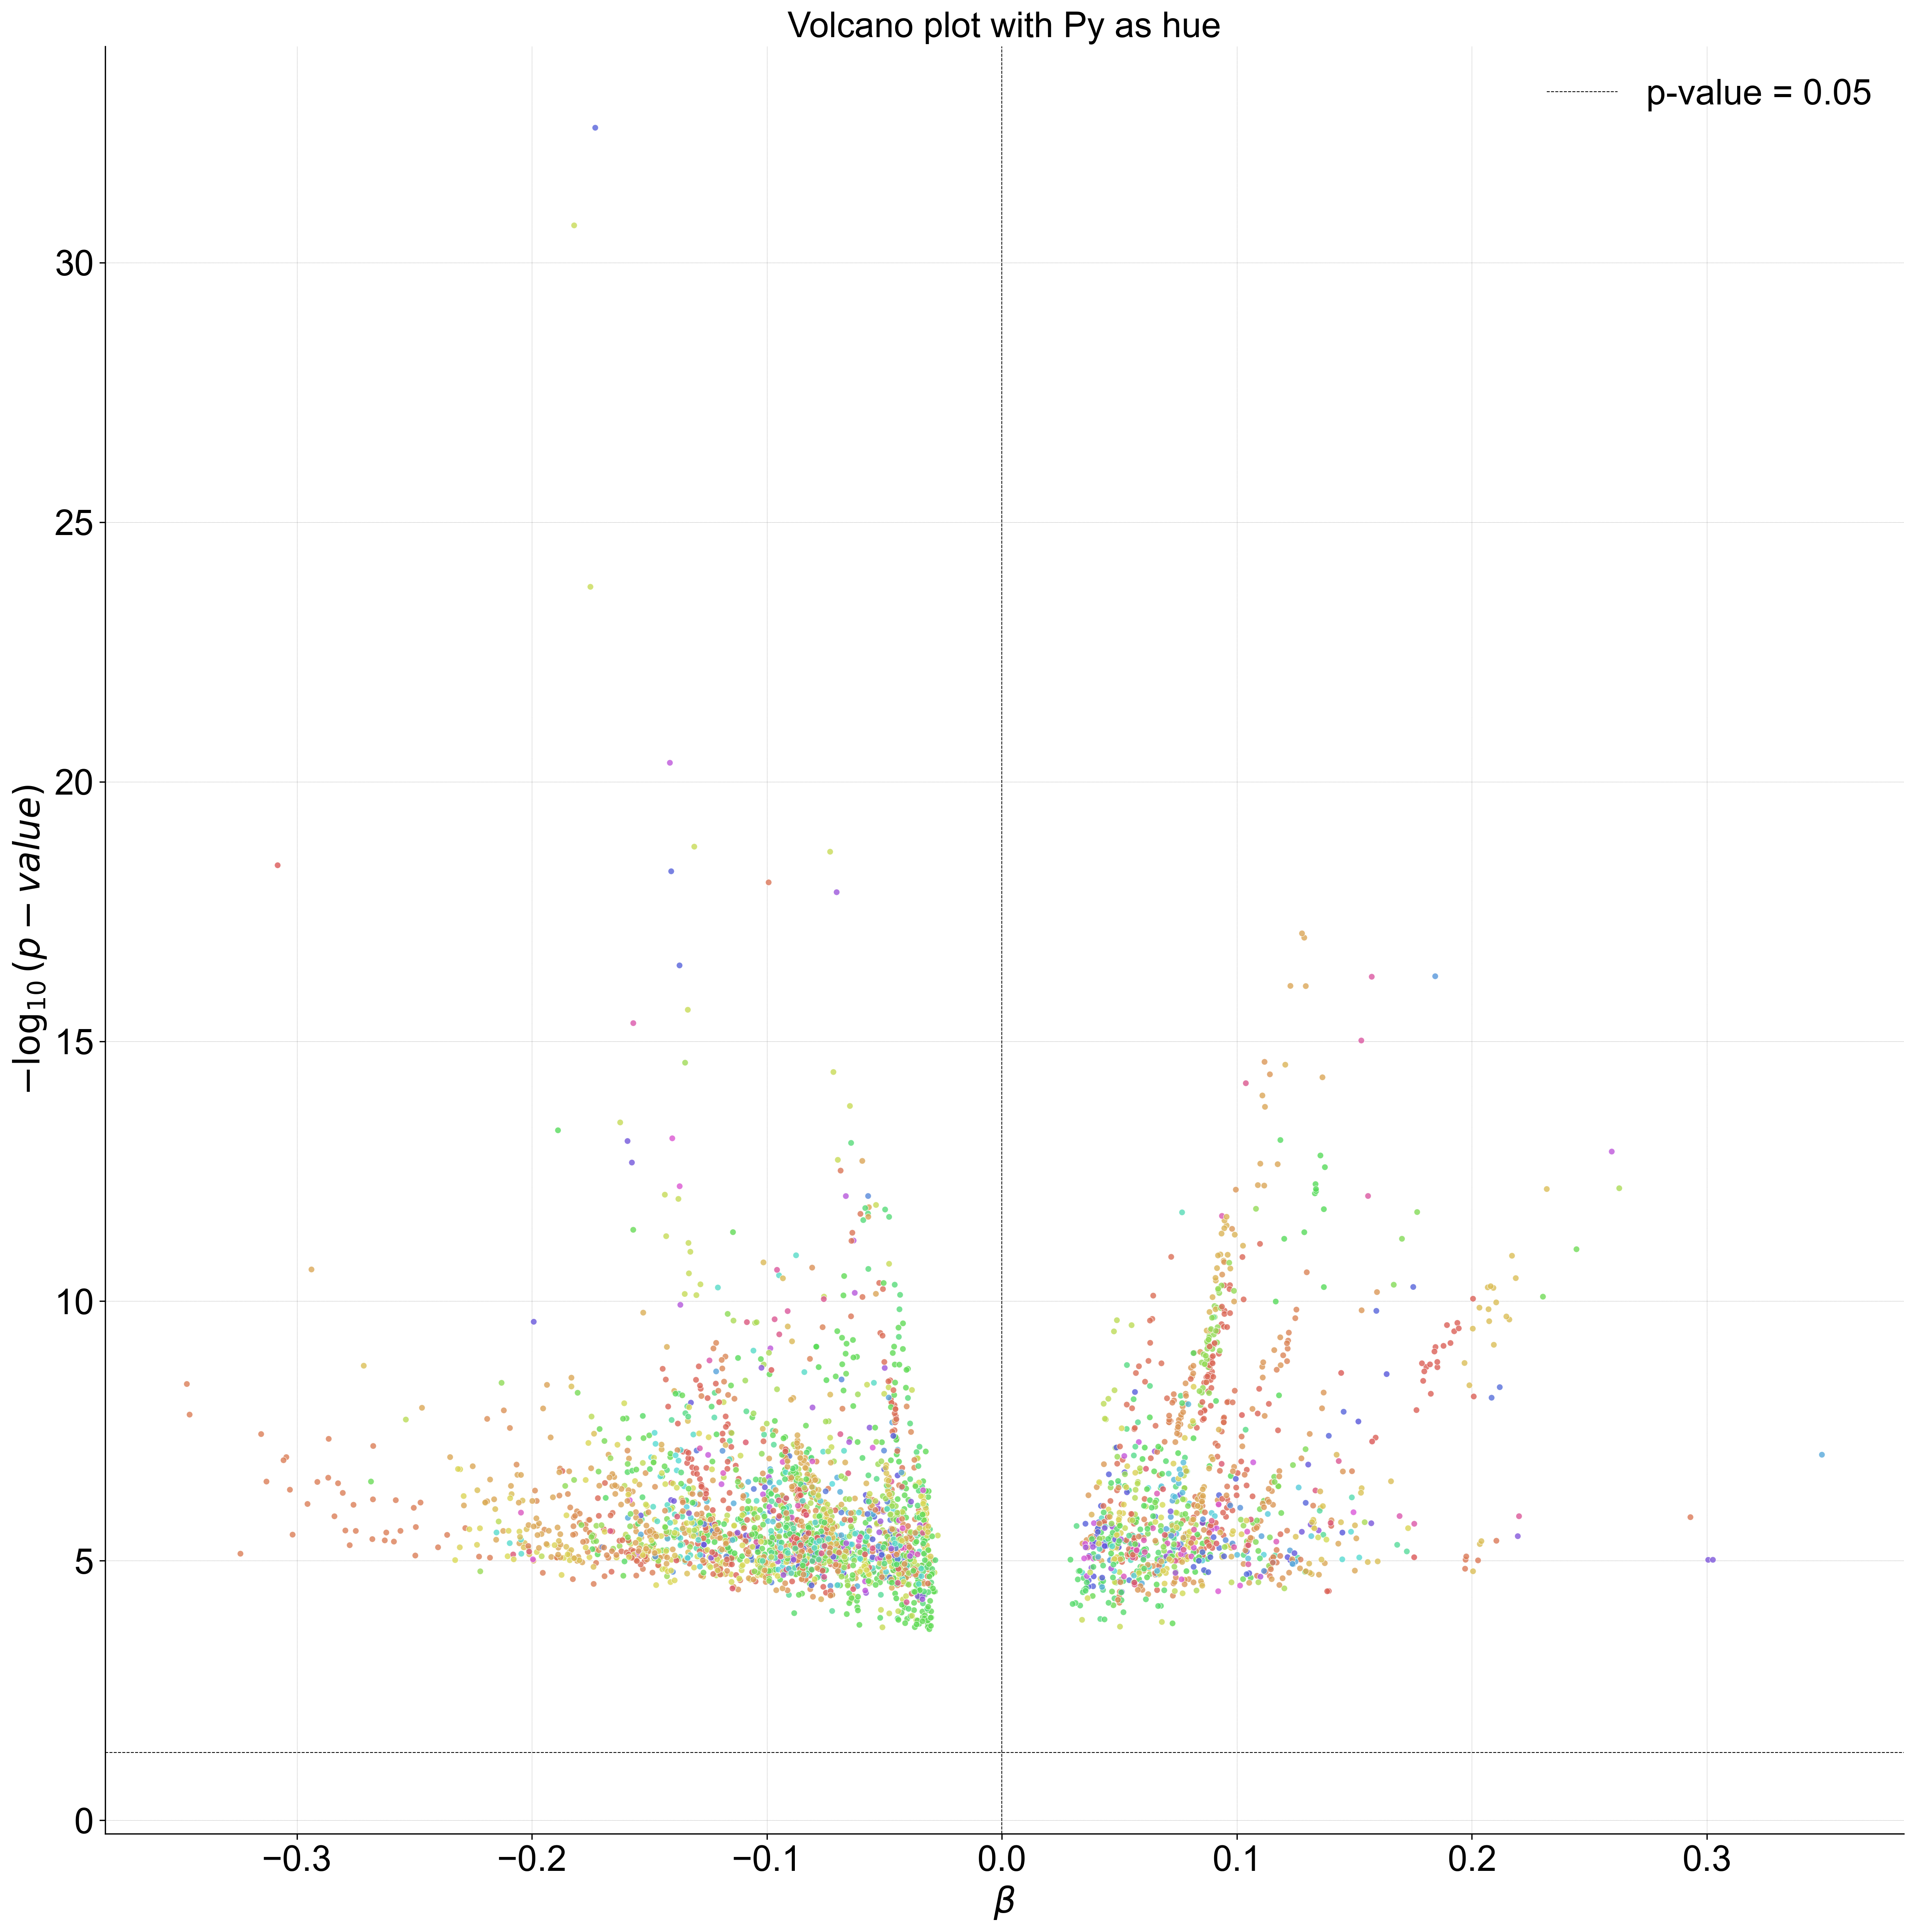 Volcano plot with Py as hue
p-value = 0.05
−log10 (p − value)
30
25
20
15
10
5
0
−0.3 −0.2 −0.1 0.0 0.1 0.2 0.3
β